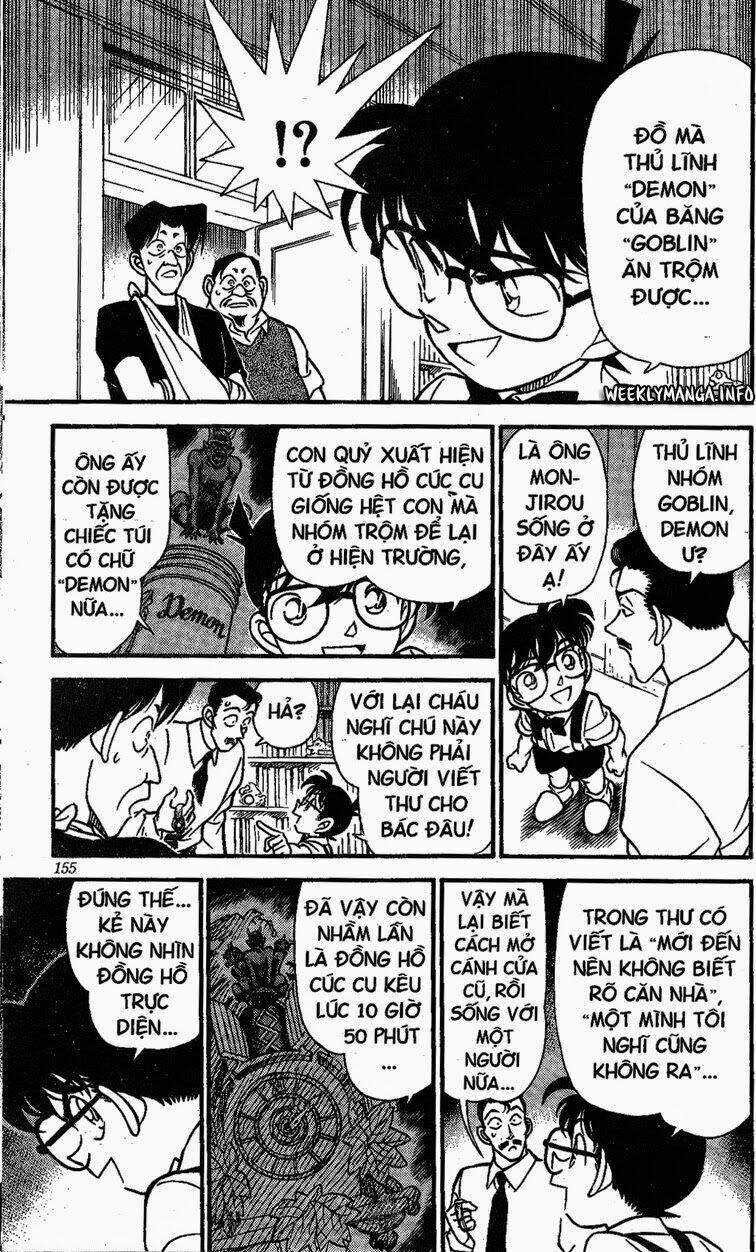 !?
ĐỒ MÀ
THỦ LĨNH
"DEMON"
CỦA BĂNG
"GOBLIN"
ĂN TRỘM
ĐƯỢC...
WEEKLYMANGA.INFO
THỦ LĨNH
NHÓM
GOBLIN,
DEMON
Ư?
LÀ ÔNG
MON-
JIROU
SỐNG Ở
ĐÂY ẤY
Ạ!
CON QUỶ XUẤT HIỆN
TỪ ĐỒNG HỒ CÚC CU
GIỐNG HỆT CON MÀ
NHÓM TRỘM ĐỂ LẠI
Ở HIỆN TRƯỜNG,
ÔNG ẤY
CÒN ĐƯỢC
TẶNG
CHIẾC TÚI
CÓ CHỮ
"DEMON"
NỮA...
Demon
VỚI LẠI CHÁU
NGHĨ CHÚ NÀY
KHÔNG PHẢI
NGƯỜI VIẾT
THƯ CHO
BÁC ĐÂU!
HẢ?
155
TRONG THƯ CÓ
VIẾT LÀ "MỚI ĐẾN
NÊN KHÔNG BIẾT
RÕ CĂN NHÀ",
"MỘT MÌNH TÔI
NGHĨ CŨNG
KHÔNG RA"...
VẬY MÀ
LẠI BIẾT
CÁCH MỞ
CÁNH CỬA
CŨ, RỒI
SỐNG VỚI
MỘT
NGƯỜI
NỮA...
ĐÃ VẬY CÒN
NHẦM LẪN
LÀ ĐỒNG HỒ
CÚC CU KÊU
LÚC 10 GIỜ
50 PHÚT
...
ĐÚNG THẾ...
KẺ NÀY
KHÔNG NHÌN
ĐỒNG HỒ
TRỰC
DIỆN...